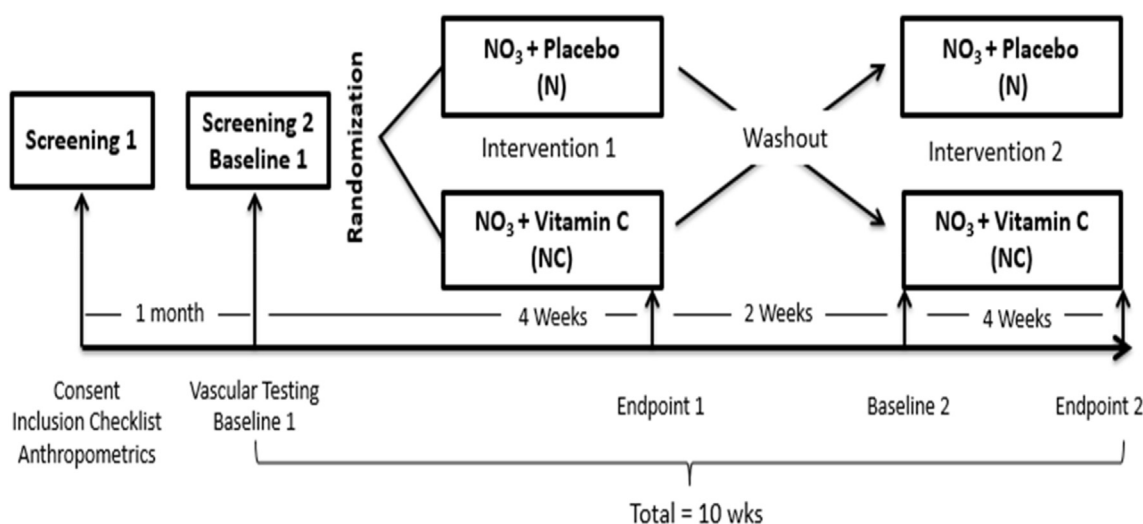 Screening 1
Screening 2
Baseline 1
Randomization
NO₃ + Placebo
(N)
Intervention 1
NO₃ + Vitamin C
(NC)
Washout
NO₃ + Placebo
(N)
Intervention 2
NO₃ + Vitamin C
(NC)
1 month
4 Weeks
2 Weeks
4 Weeks
Consent
Inclusion Checklist
Anthropometrics
Vascular Testing
Baseline 1
Endpoint 1
Baseline 2
Endpoint 2
Total = 10 wks